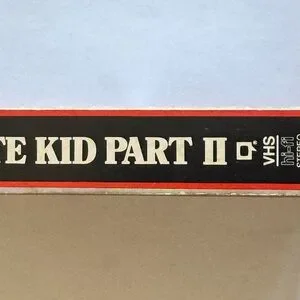 TE KID PART II ®
VHS
hi-fi
STEREO